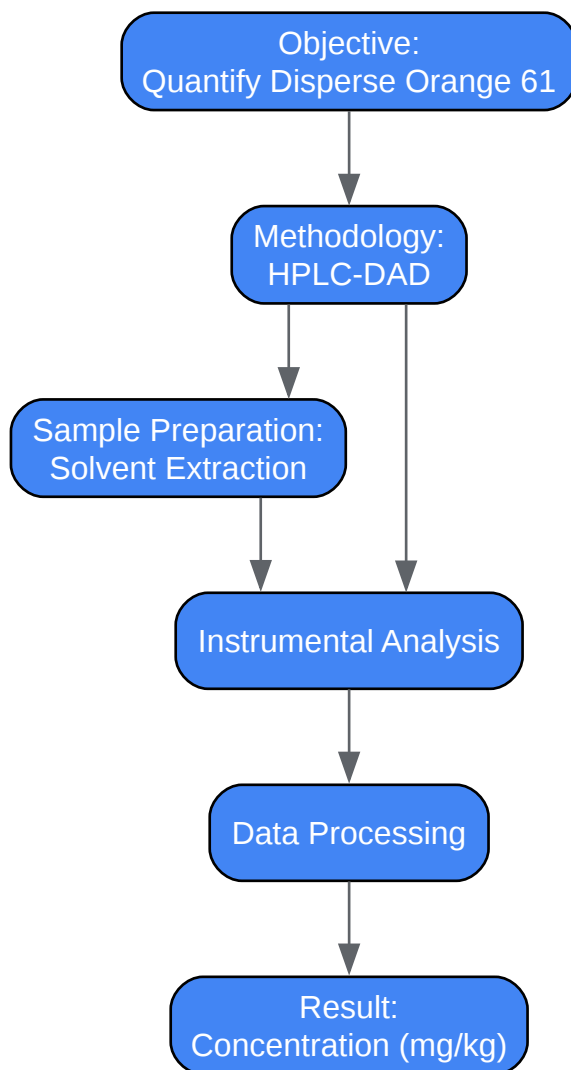 Objective:
Quantify Disperse Orange 61
Methodology:
HPLC-DAD
Sample Preparation:
Solvent Extraction
Instrumental Analysis
Data Processing
Result:
Concentration (mg/kg)